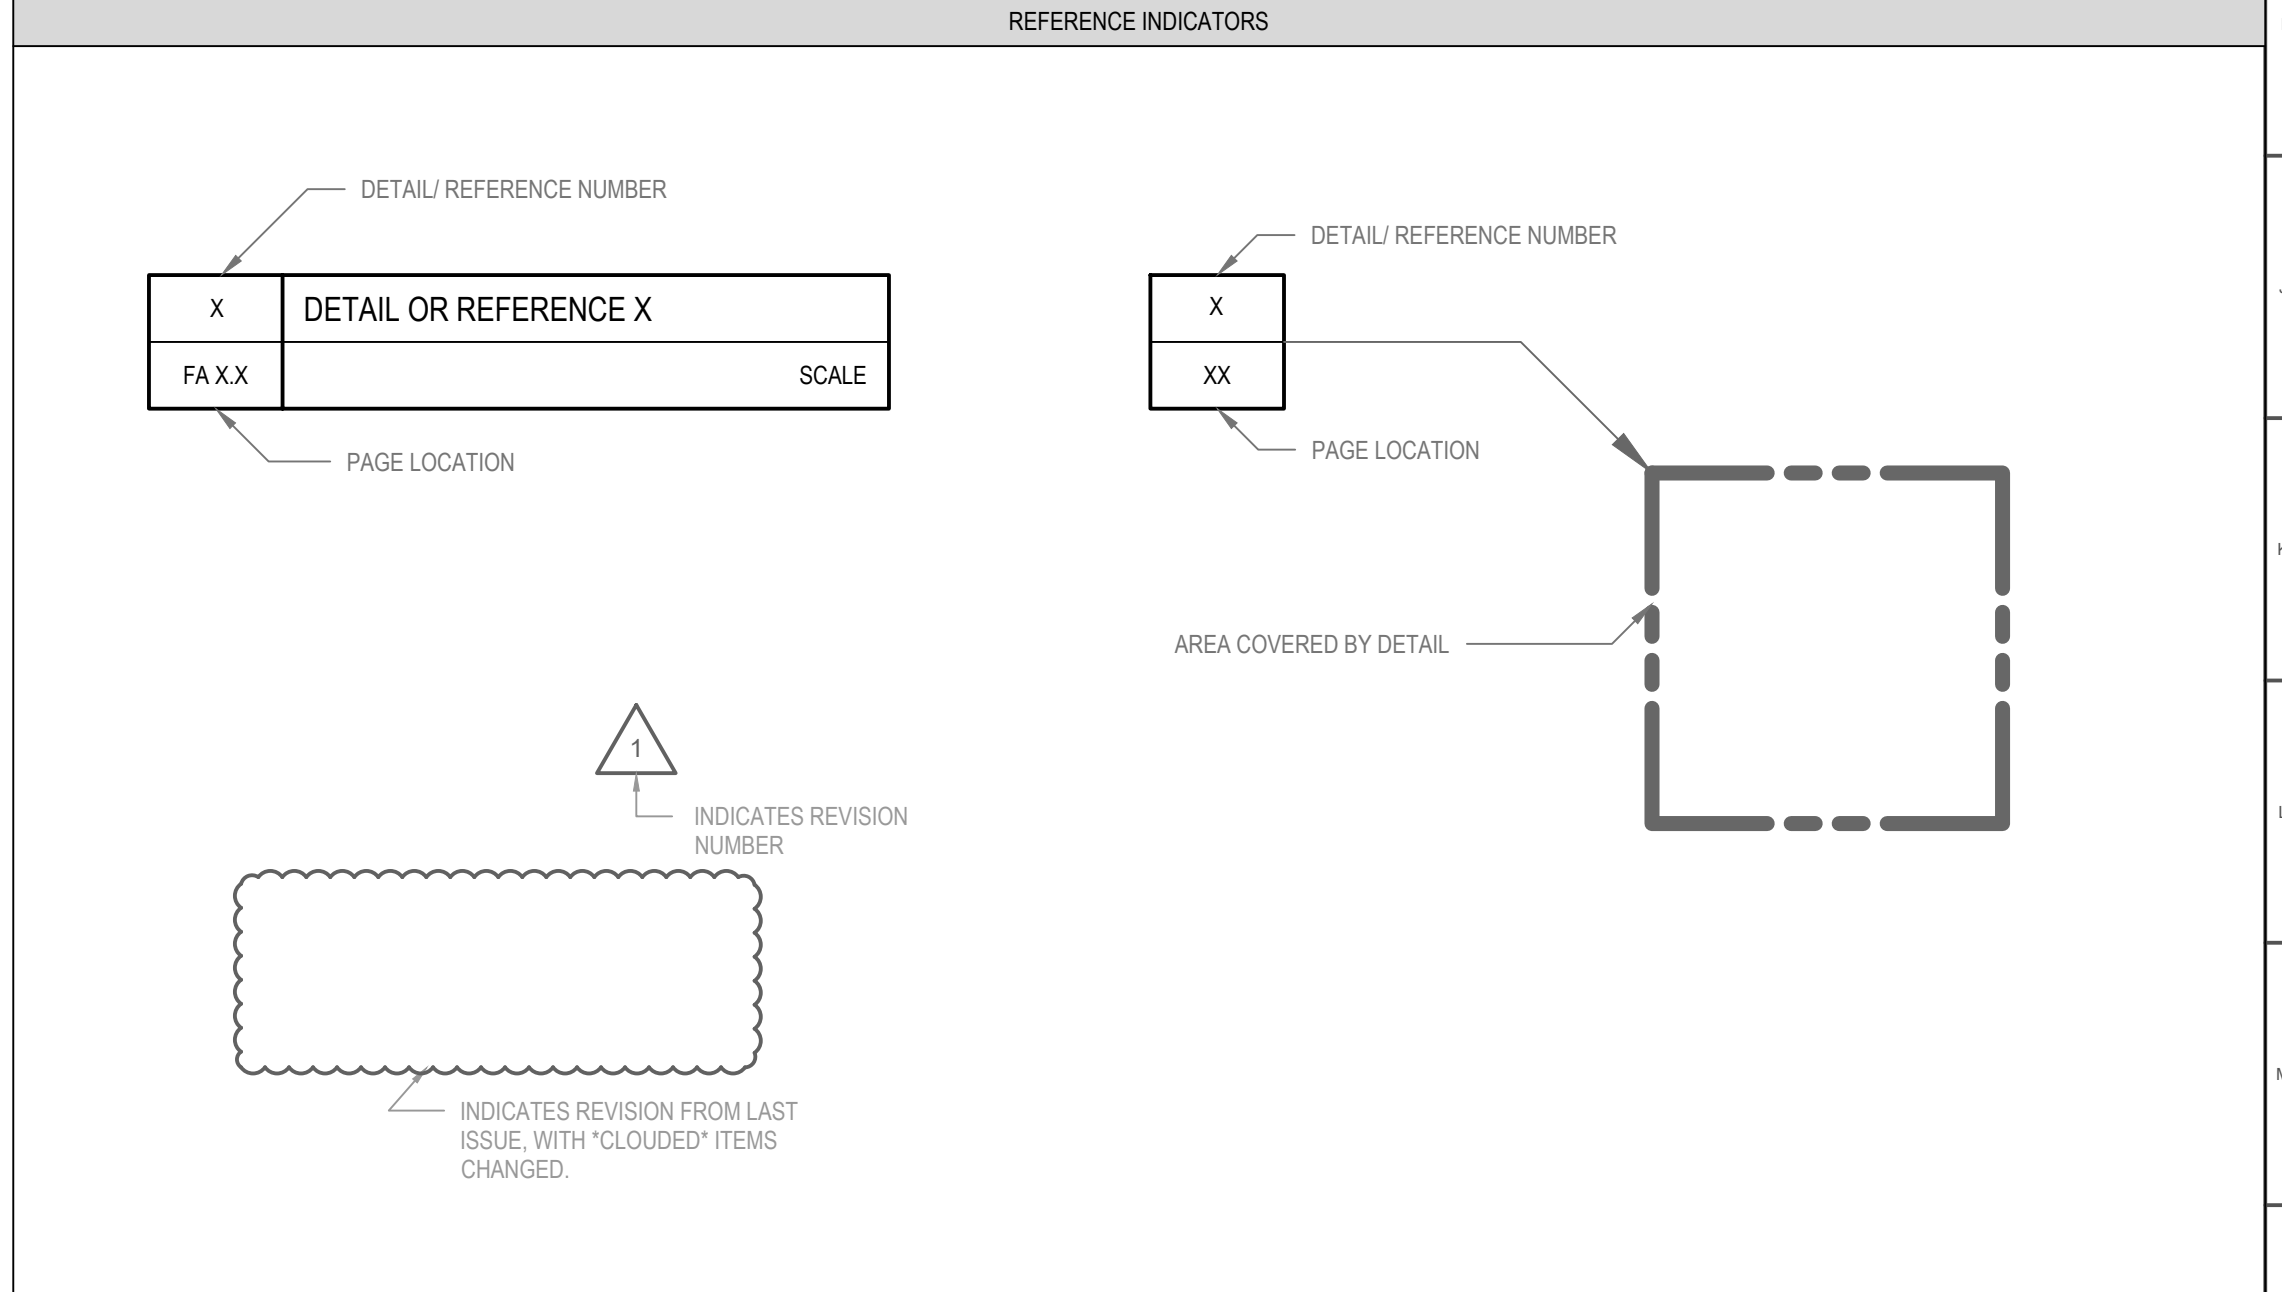 REFERENCE INDICATORS
DETAIL/ REFERENCE NUMBER
X
DETAIL OR REFERENCE X
FA X.X
SCALE
PAGE LOCATION
DETAIL/ REFERENCE NUMBER
X
XX
PAGE LOCATION
AREA COVERED BY DETAIL
1
INDICATES REVISION
NUMBER
INDICATES REVISION FROM LAST
ISSUE, WITH *CLOUDED* ITEMS
CHANGED.